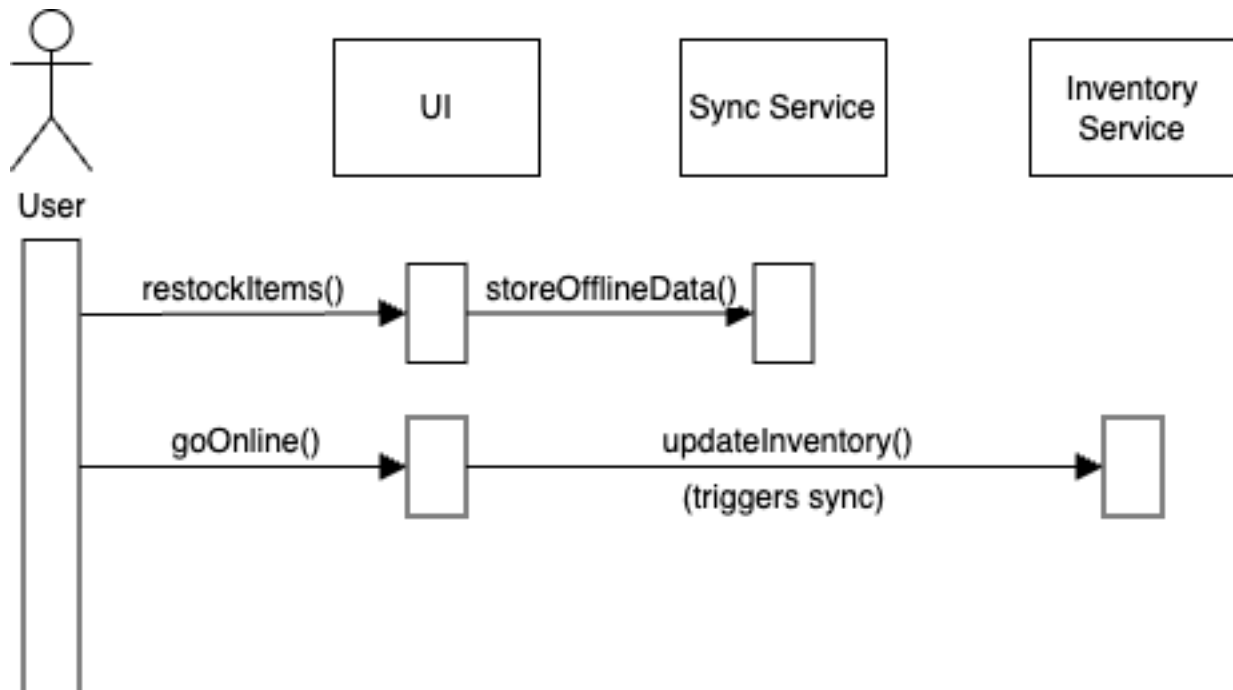 UI
Sync Service
Inventory
Service
User
restockItems()
storeOfflineData()
goOnline()
updateInventory()
(triggers sync)